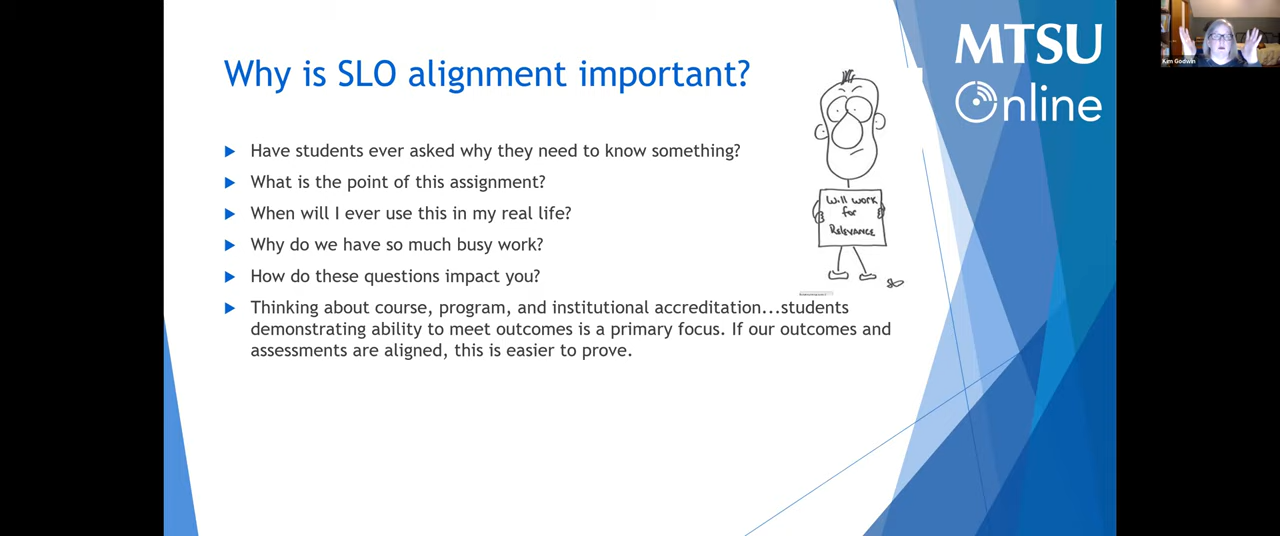 Why is SLO alignment important?
Have students ever asked why they need to know something?
What is the point of this assignment?
When will I ever use this in my real life?
Why do we have so much busy work?
How do these questions impact you?
Thinking about course, program, and institutional accreditation...students
demonstrating ability to meet outcomes is a primary focus. If our outcomes and
assessments are aligned, this is easier to prove.
Will work
for
Relevance
MTSU
Online
Kim Godwin